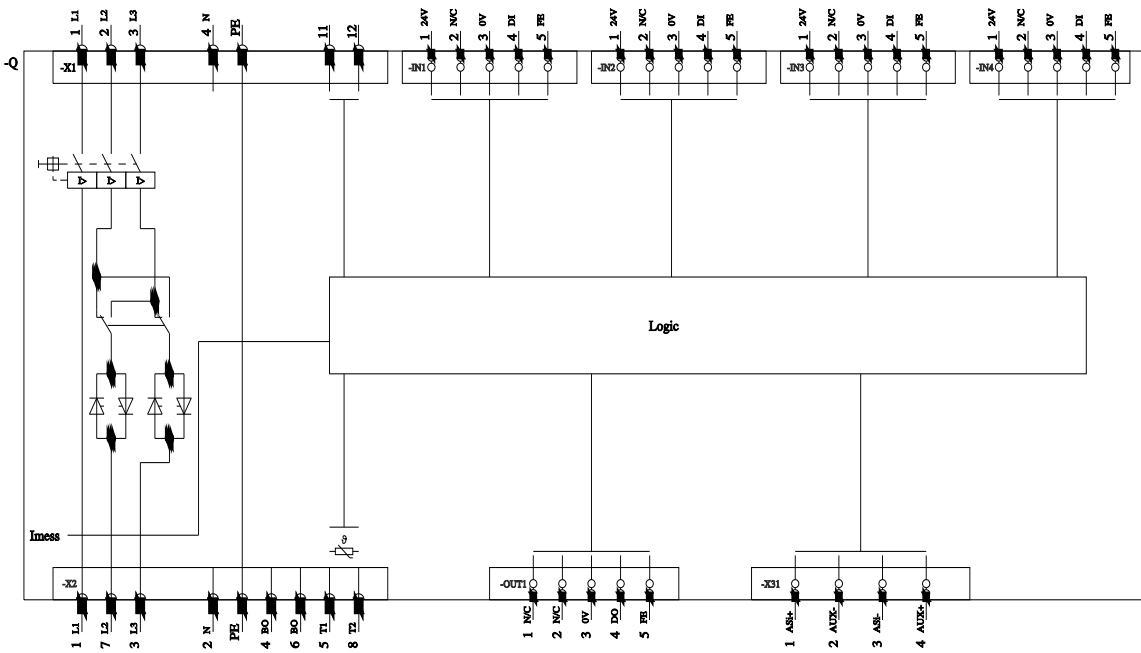 -Q
1 L1
2 L2
3 L3
4 N
PE
11
12
-X1
1 24V
2 N/C
3 0V
4 DI
5 FE
-IN1
1 24V
2 N/C
3 0V
4 DI
5 FE
-IN2
1 24V
2 N/C
3 0V
4 DI
5 FE
-IN3
1 24V
2 N/C
3 0V
4 DI
5 FE
-IN4
Logic
Imess
ϑ
-X2
1 L1
7 L2
3 L3
2 N
PE
4 BO
6 BO
5 T1
8 T2
-OUT1
1 N/C
2 N/C
3 0V
4 DO
5 FE
-X31
1 ASi+
2 AUX-
3 ASi-
4 AUX+